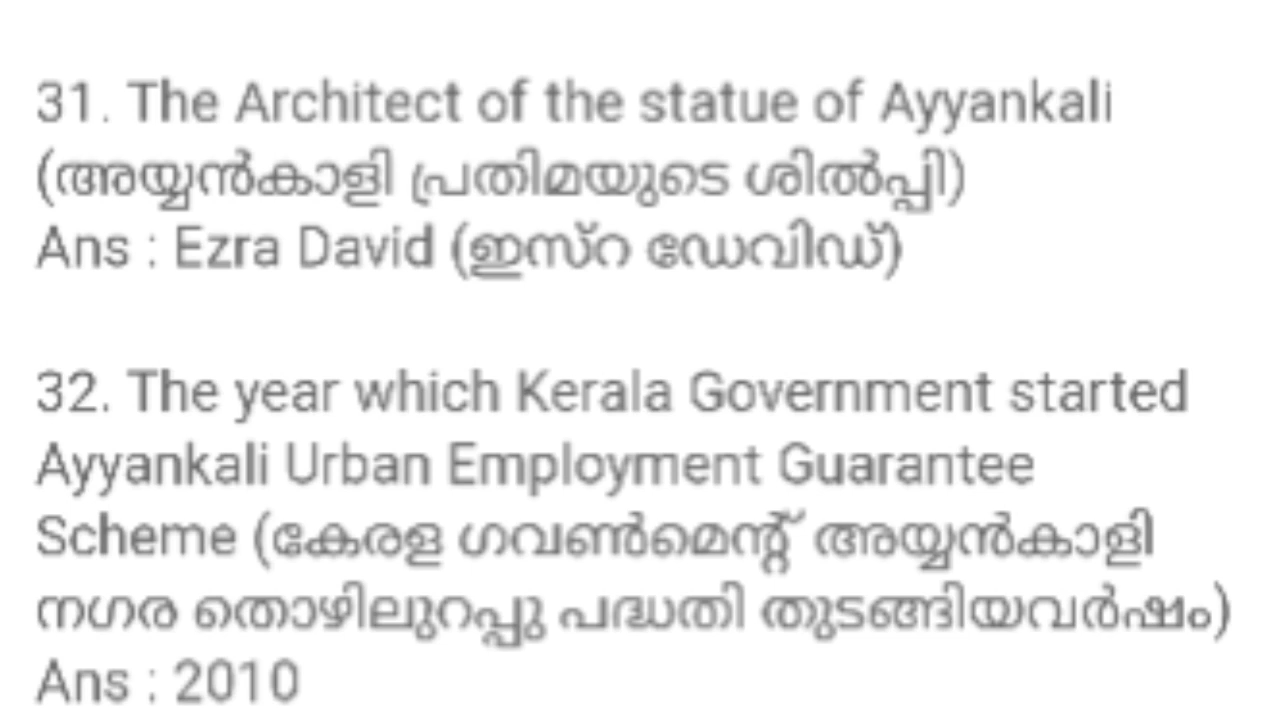 31. The Architect of the statue of Ayyankali
(അയ്യൻകാളി പ്രതിമയുടെ ശിൽപ്പി)
Ans : Ezra David (ഇസ്റ ഡേവിഡ്)
32. The year which Kerala Government started
Ayyankali Urban Employment Guarantee
Scheme (കേരള ഗവൺമെന്റ് അയ്യൻകാളി
നഗര തൊഴിലുറപ്പു പദ്ധതി തുടങ്ങിയവർഷം)
Ans : 2010